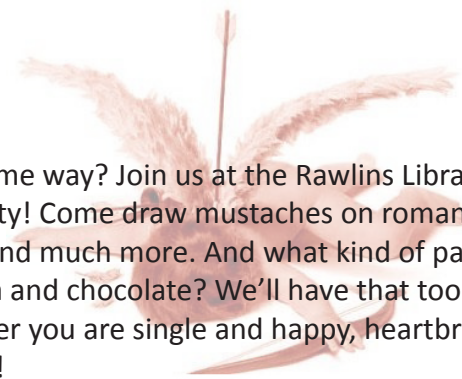 me way? Join us at the Rawlins Libra
ty! Come draw mustaches on roman
nd much more. And what kind of pa
and chocolate? We'll have that too
er you are single and happy, heartbr